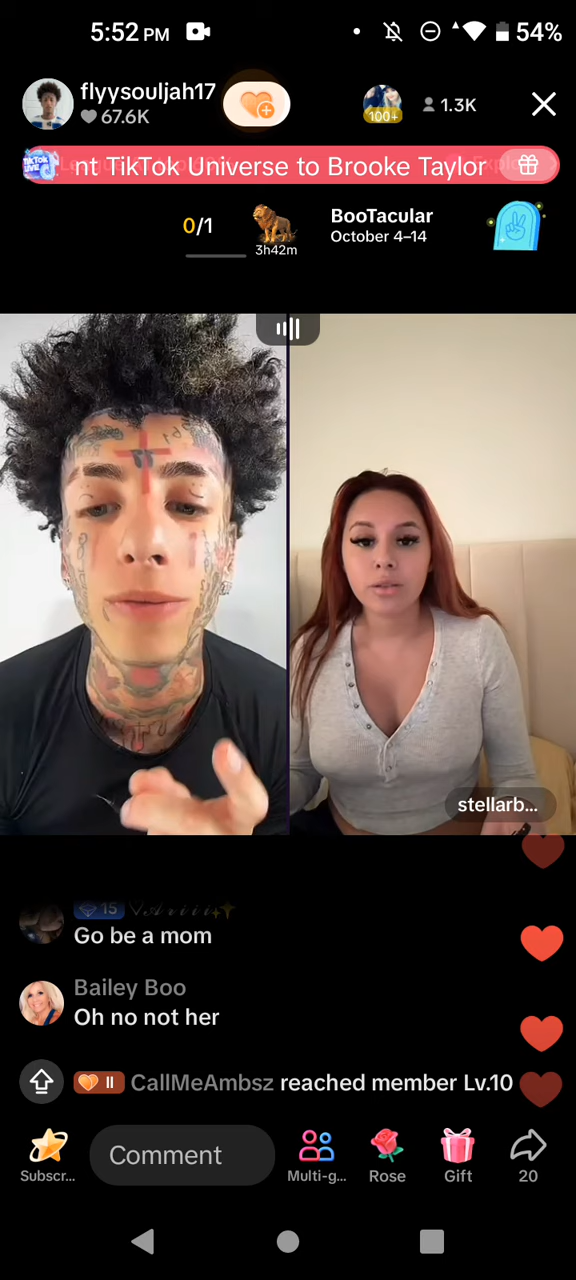 5:52 PM
54%
flyysouljah17
67.6K
100+
1.3K
nt TikTok Universe to Brooke Taylor
0/1
3h42m
BooTacular
October 4–14
stellarb...
15 ♡𝒜𝓇𝒾𝒾𝒾✨
Go be a mom
Bailey Boo
Oh no not her
II CallMeAmbsz reached member Lv.10
Comment
Subscr...
Multi-g...
Rose
Gift
20